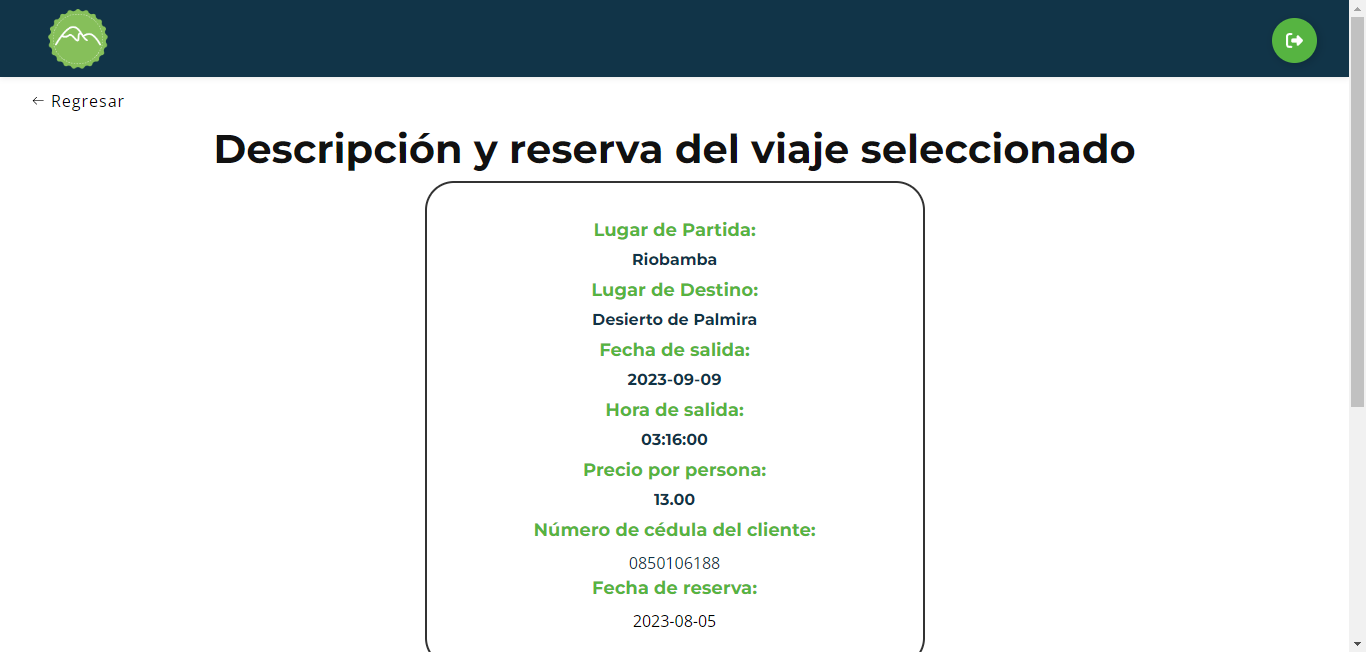 Regresar
Descripción y reserva del viaje seleccionado
Lugar de Partida:
Riobamba
Lugar de Destino:
Desierto de Palmira
Fecha de salida:
2023-09-09
Hora de salida:
03:16:00
Precio por persona:
13.00
Número de cédula del cliente:
0850106188
Fecha de reserva:
2023-08-05